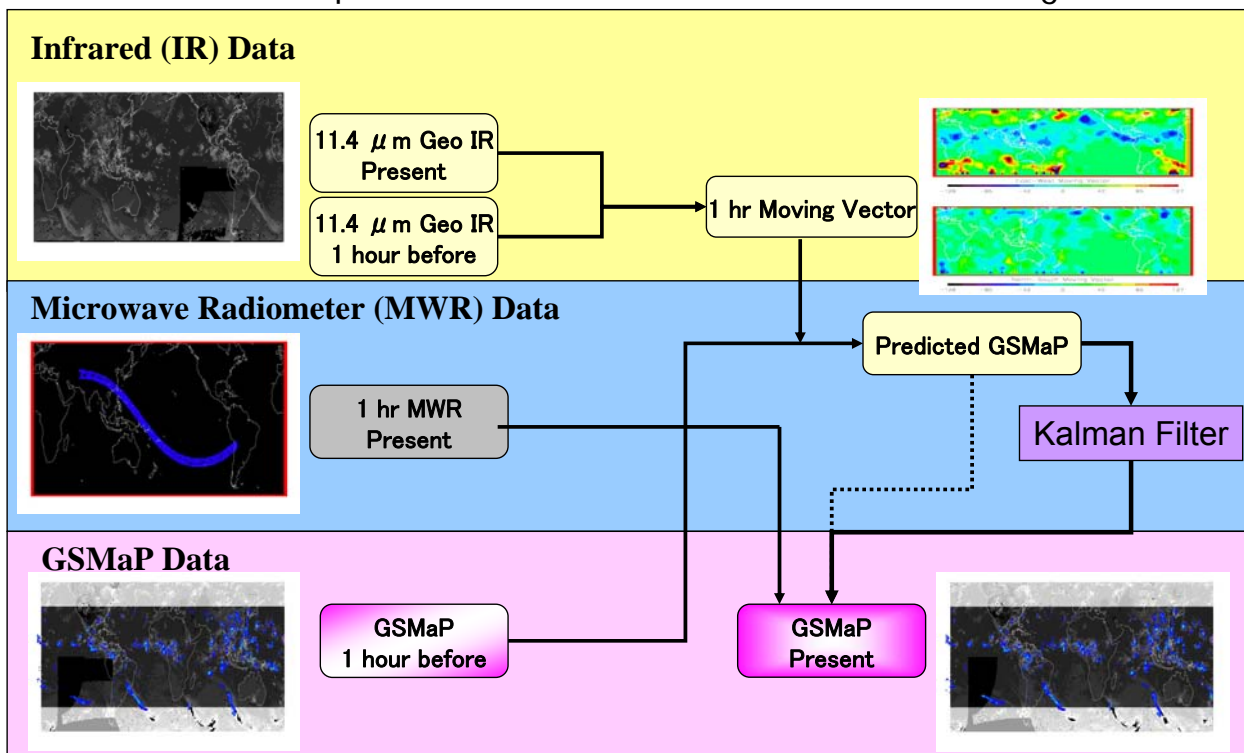 Infrared (IR) Data
11.4 μm Geo IR
Present
11.4 μm Geo IR
1 hour before
1 hr Moving Vector
Microwave Radiometer (MWR) Data
Predicted GSMaP
1 hr MWR
Present
Kalman Filter
GSMaP Data
GSMaP
1 hour before
GSMaP
Present